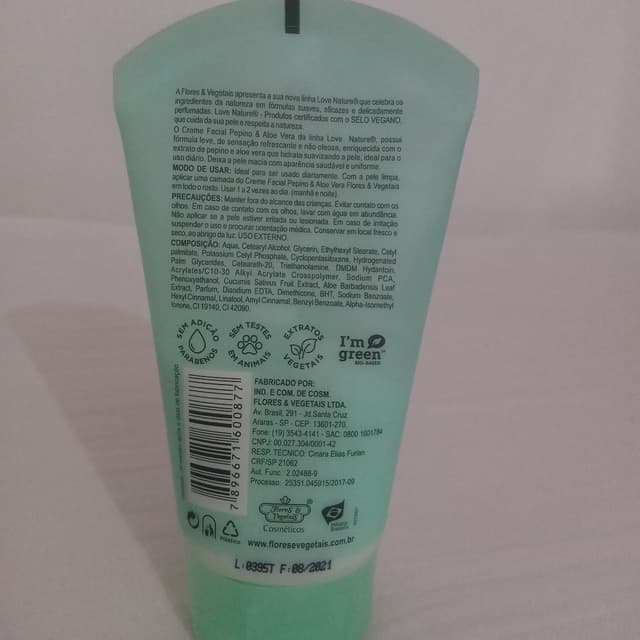 A Flores & Vegetais apresenta a sua nova linha Love Nature® que celebra os
ingredientes da natureza em fórmulas suaves, eficazes e delicadamente
perfumadas. Love Nature® - Produtos certificados com o SELO VEGANO,
que cuida da sua pele e respeita a natureza.
O Creme Facial Pepino & Aloe Vera da linha Love Nature®, possui
fórmula leve, de sensação refrescante e não oleosa, enriquecida com o
extrato de pepino e aloe vera que hidrata suavizando a pele, ideal para o
uso diário. Deixa a pele macia com aparência saudável e uniforme.
MODO DE USAR: Ideal para ser usado diariamente. Com a pele limpa,
aplicar uma camada do Creme Facial Pepino & Aloe Vera Flores & Vegetais
em todo o rosto. Usar 1 a 2 vezes ao dia. (manhã e noite).
PRECAUÇÕES: Manter fora do alcance das crianças. Evitar contato com os
olhos. Em caso de contato com os olhos, lavar com água em abundância.
Não aplicar se a pele estiver irritada ou lesionada. Em caso de irritação
suspender o uso e procurar orientação médica. Conservar em local fresco e
seco, ao abrigo da luz. USO EXTERNO.
COMPOSIÇÃO: Aqua, Cetearyl Alcohol, Glycerin, Ethylhexyl Stearate, Cetyl
palmitate, Potassium Cetyl Phosphate, Cyclopentasiloxane, Hydrogenated
Palm Glycerides, Ceteareth-20, Triethanolamine, DMDM Hydantoin,
Acrylates/C10-30 Alkyl Acrylate Crosspolymer, Sodium PCA,
Phenoxyethanol, Cucumis Sativus Fruit Extract, Aloe Barbadensis Leaf
Extract, Parfum, Disodium EDTA, Dimethicone, BHT, Sodium Benzoate,
Hexyl Cinnamal, Linalool, Amyl Cinnamal, Benzyl Benzoate, Alpha-Isomethyl
Ionone, CI 19140, CI 42090.
SEM ADIÇÃO PARABENOS
SEM TESTES EM ANIMAIS
EXTRATOS VEGETAIS
I'm
green™
BIO-BASED
FABRICADO POR:
IND. E COM. DE COSM.
FLORES & VEGETAIS LTDA.
Av. Brasil, 291 - Jd.Santa Cruz
Araras - SP - CEP: 13601-270.
Fone: (19) 3543-4141 - SAC: 0800 1601784
CNPJ: 00.027.304/0001-42
RESP. TÉCNICO: Cinara Elias Furlan
CRF/SP 21062
Aut. Func.: 2.02488-9
Processo: 25351.045915/2017-09
7 896671 600877
Flores &
Vegetais
®
Cosméticos
Plástico
www.floresevegetais.com.br
L:0395T F:08/2021